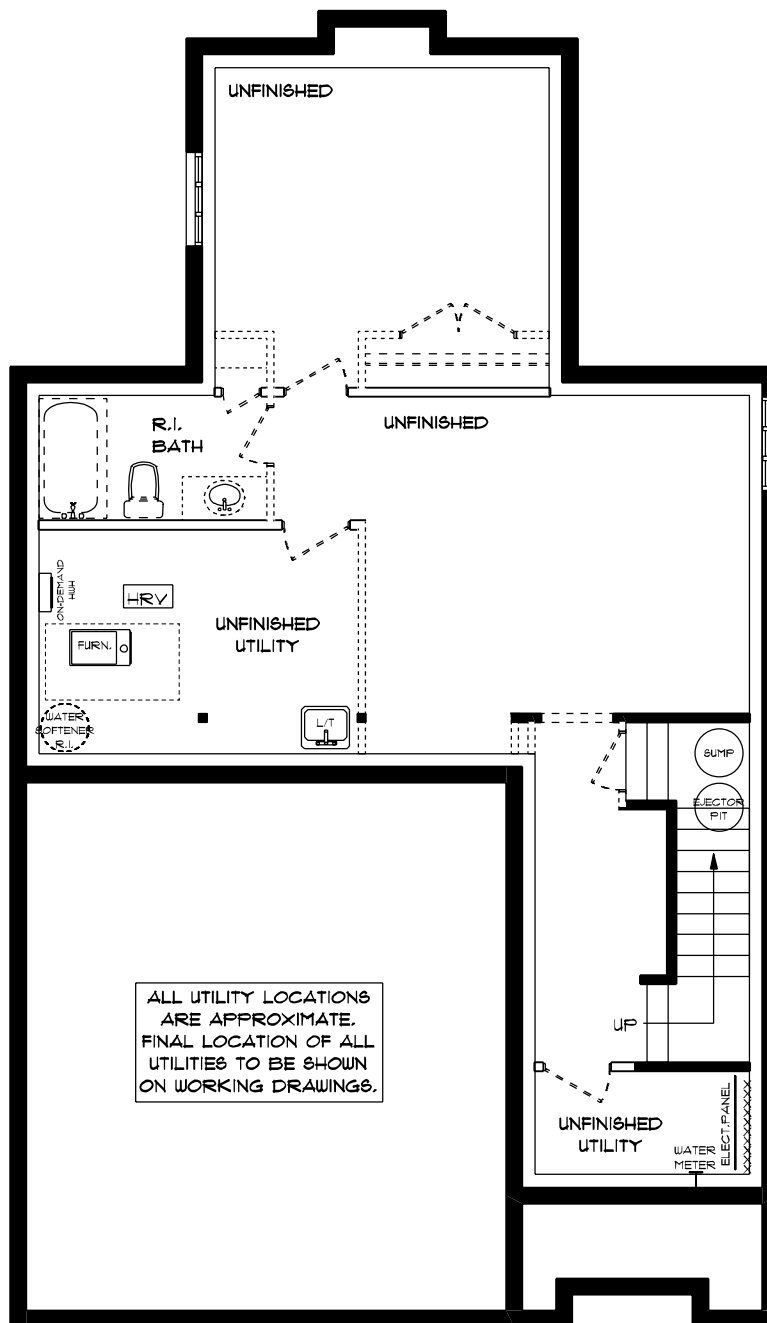 UNFINISHED
R.I.
BATH
UNFINISHED
ON-DEMAND
HWH
HRV
FURN.
UNFINISHED
UTILITY
WATER
SOFTENER
R.I.
L/T
SUMP
EJECTOR
PIT
ALL UTILITY LOCATIONS
ARE APPROXIMATE.
FINAL LOCATION OF ALL
UTILITIES TO BE SHOWN
ON WORKING DRAWINGS.
UP
UNFINISHED
UTILITY
WATER
METER
ELECT.PANEL